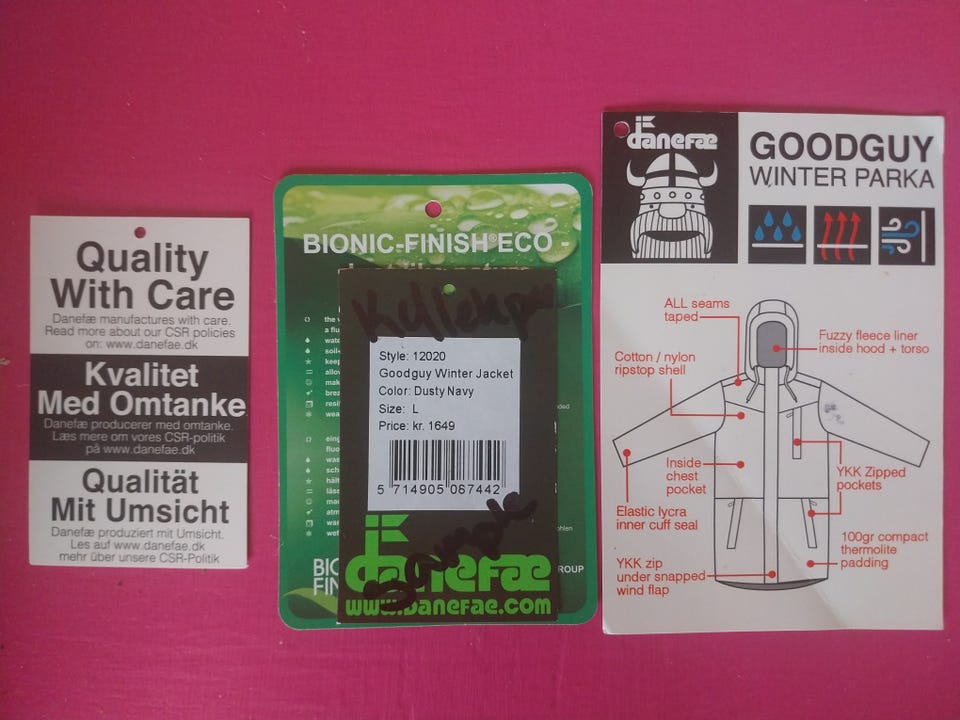 Quality
With Care
Danefæ manufactures with care.
Read more about our CSR policies
on: www.danefae.dk
Kvalitet
Med Omtanke
Danefæ producerer med omtanke.
Læs mere om vores CSR-politik
på www.danefae.dk
Qualität
Mit Umsicht
Danefæ produziert mit Umsicht.
Les auf www.danefae.dk
mehr über unsere CSR-Politik
BIONIC-FINISH®ECO -
Style: 12020
Goodguy Winter Jacket
Color: Dusty Navy
Size: L
Price: kr. 1649
5 714905 067442
Sample
danefæ
www.danefae.com
danefæ
GOODGUY
WINTER PARKA
ALL seams
taped
Fuzzy fleece liner
inside hood + torso
Cotton / nylon
ripstop shell
Inside
chest
pocket
YKK Zipped
pockets
Elastic lycra
inner cuff seal
100gr compact
thermolite
padding
YKK zip
under snapped
wind flap